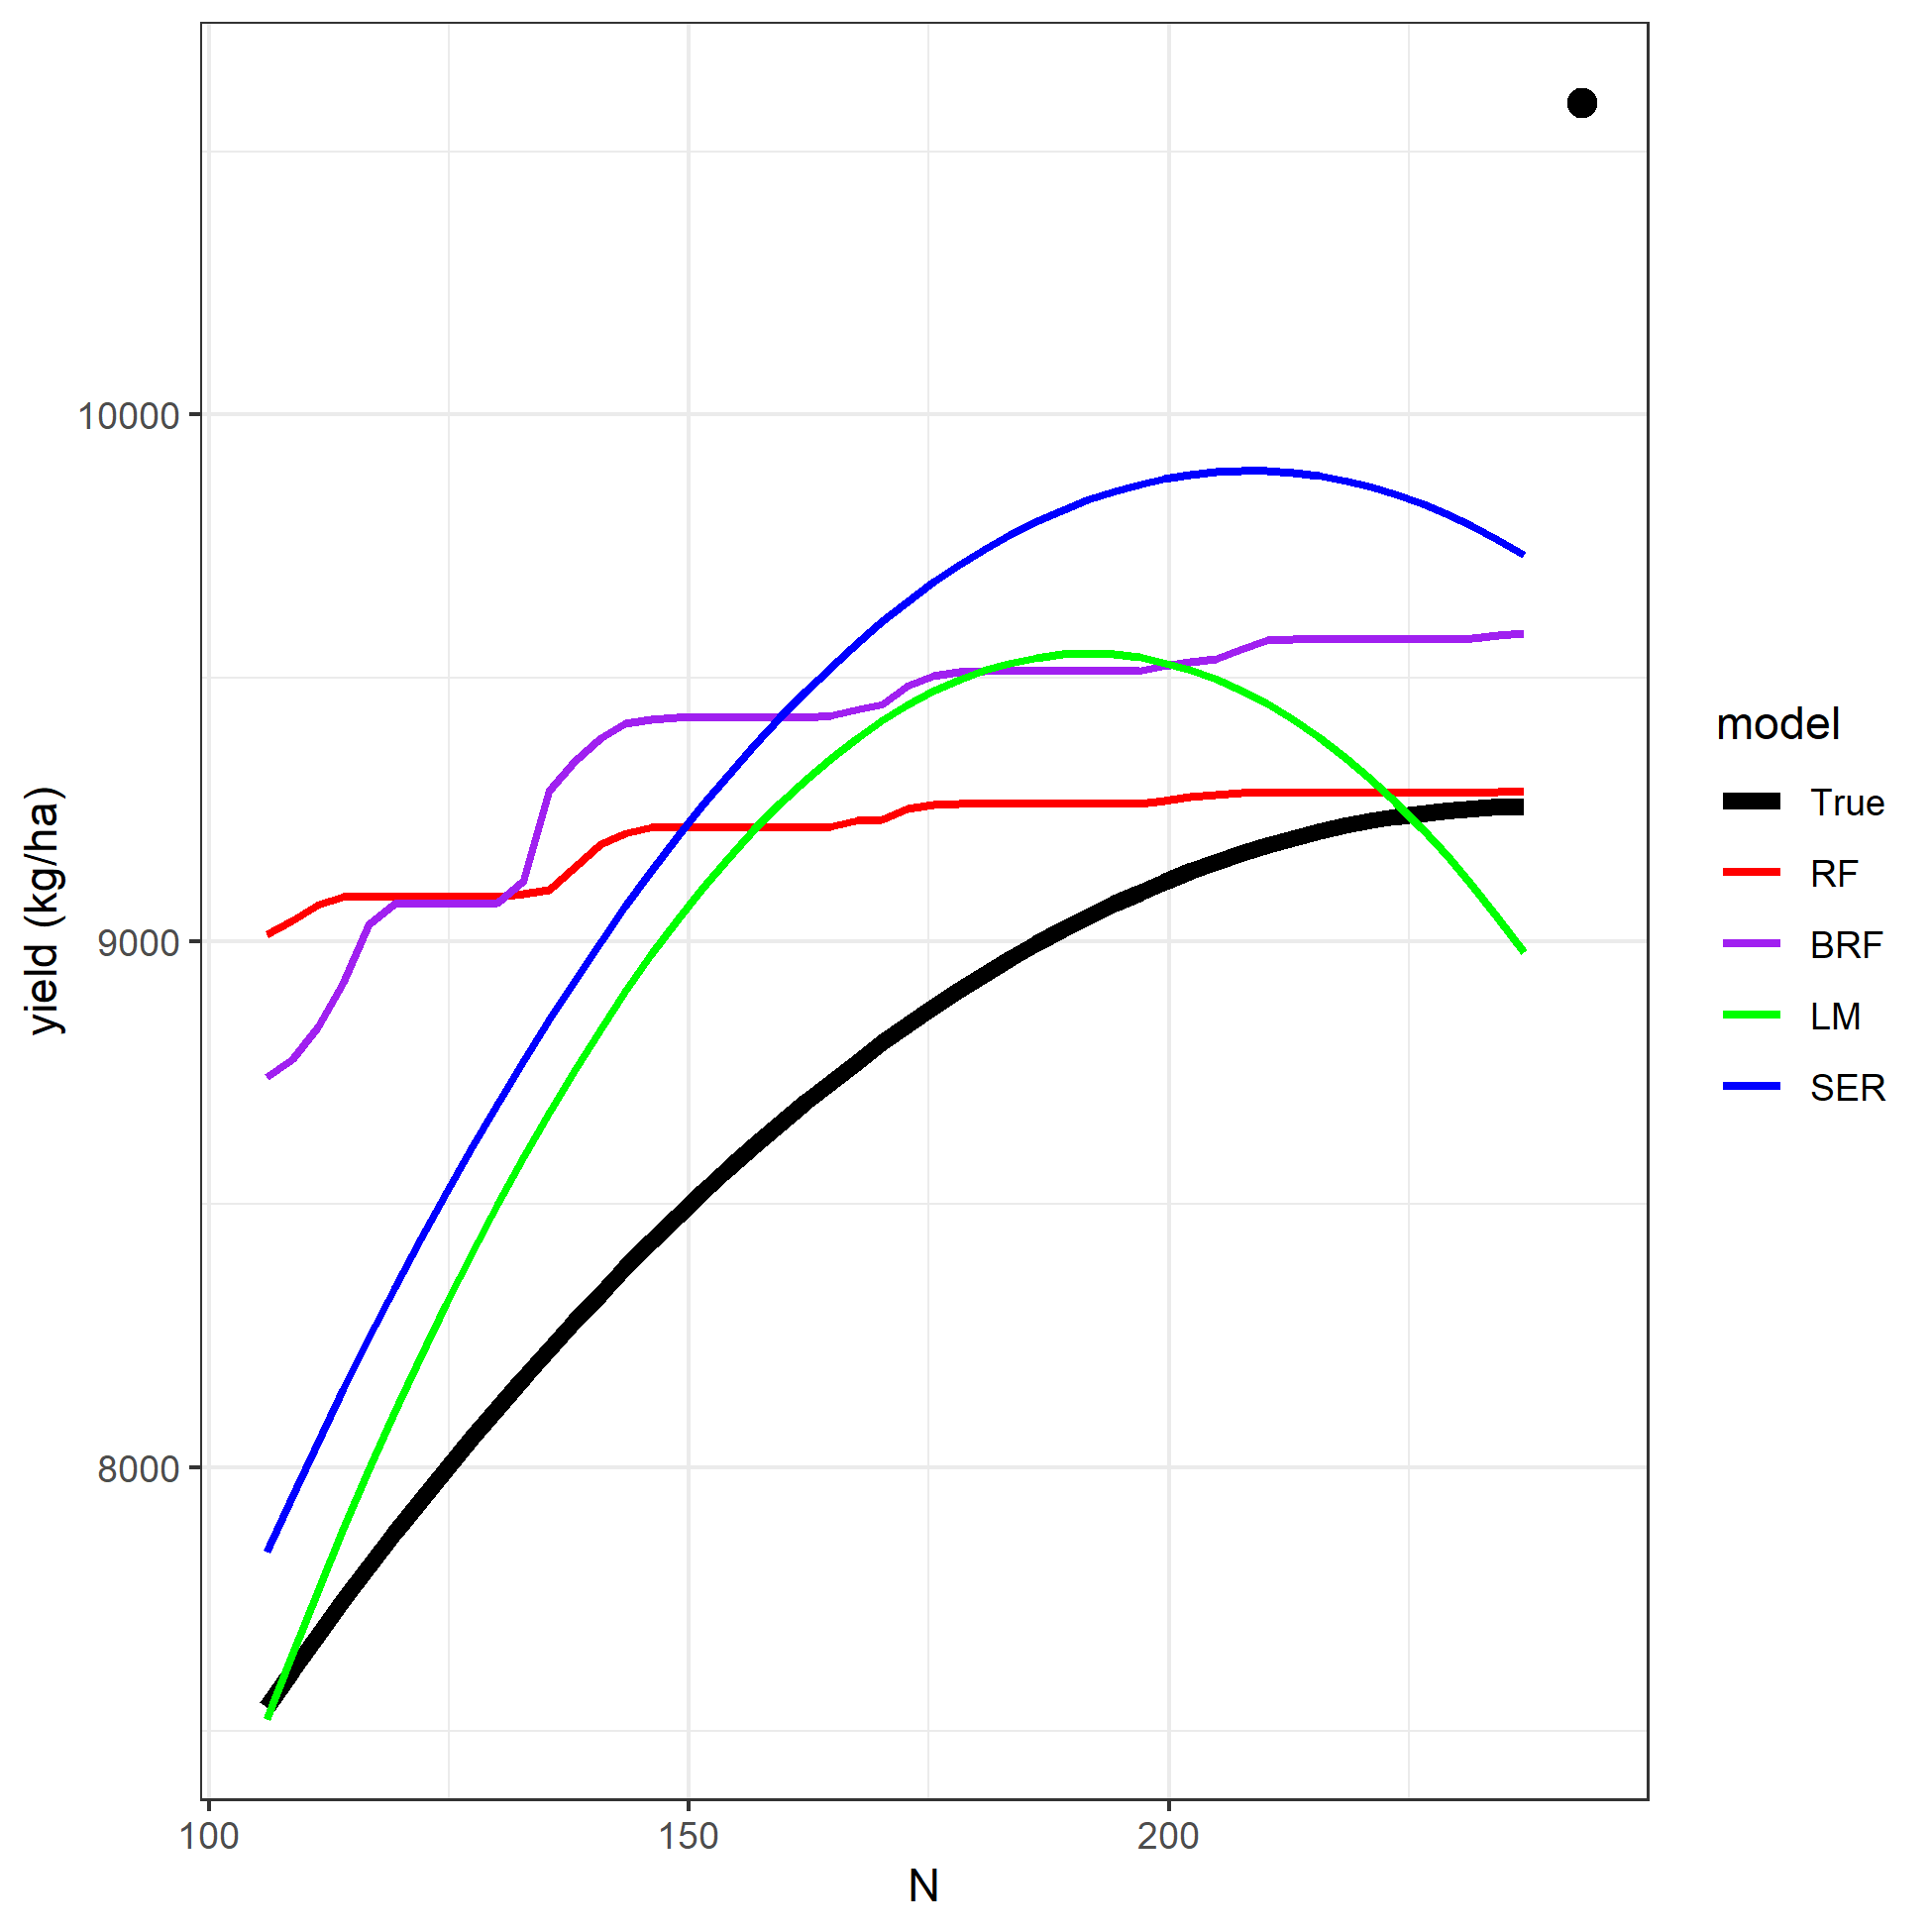 yield (kg/ha)
10000
9000
8000
100
150
200
N
model
True
RF
BRF
LM
SER